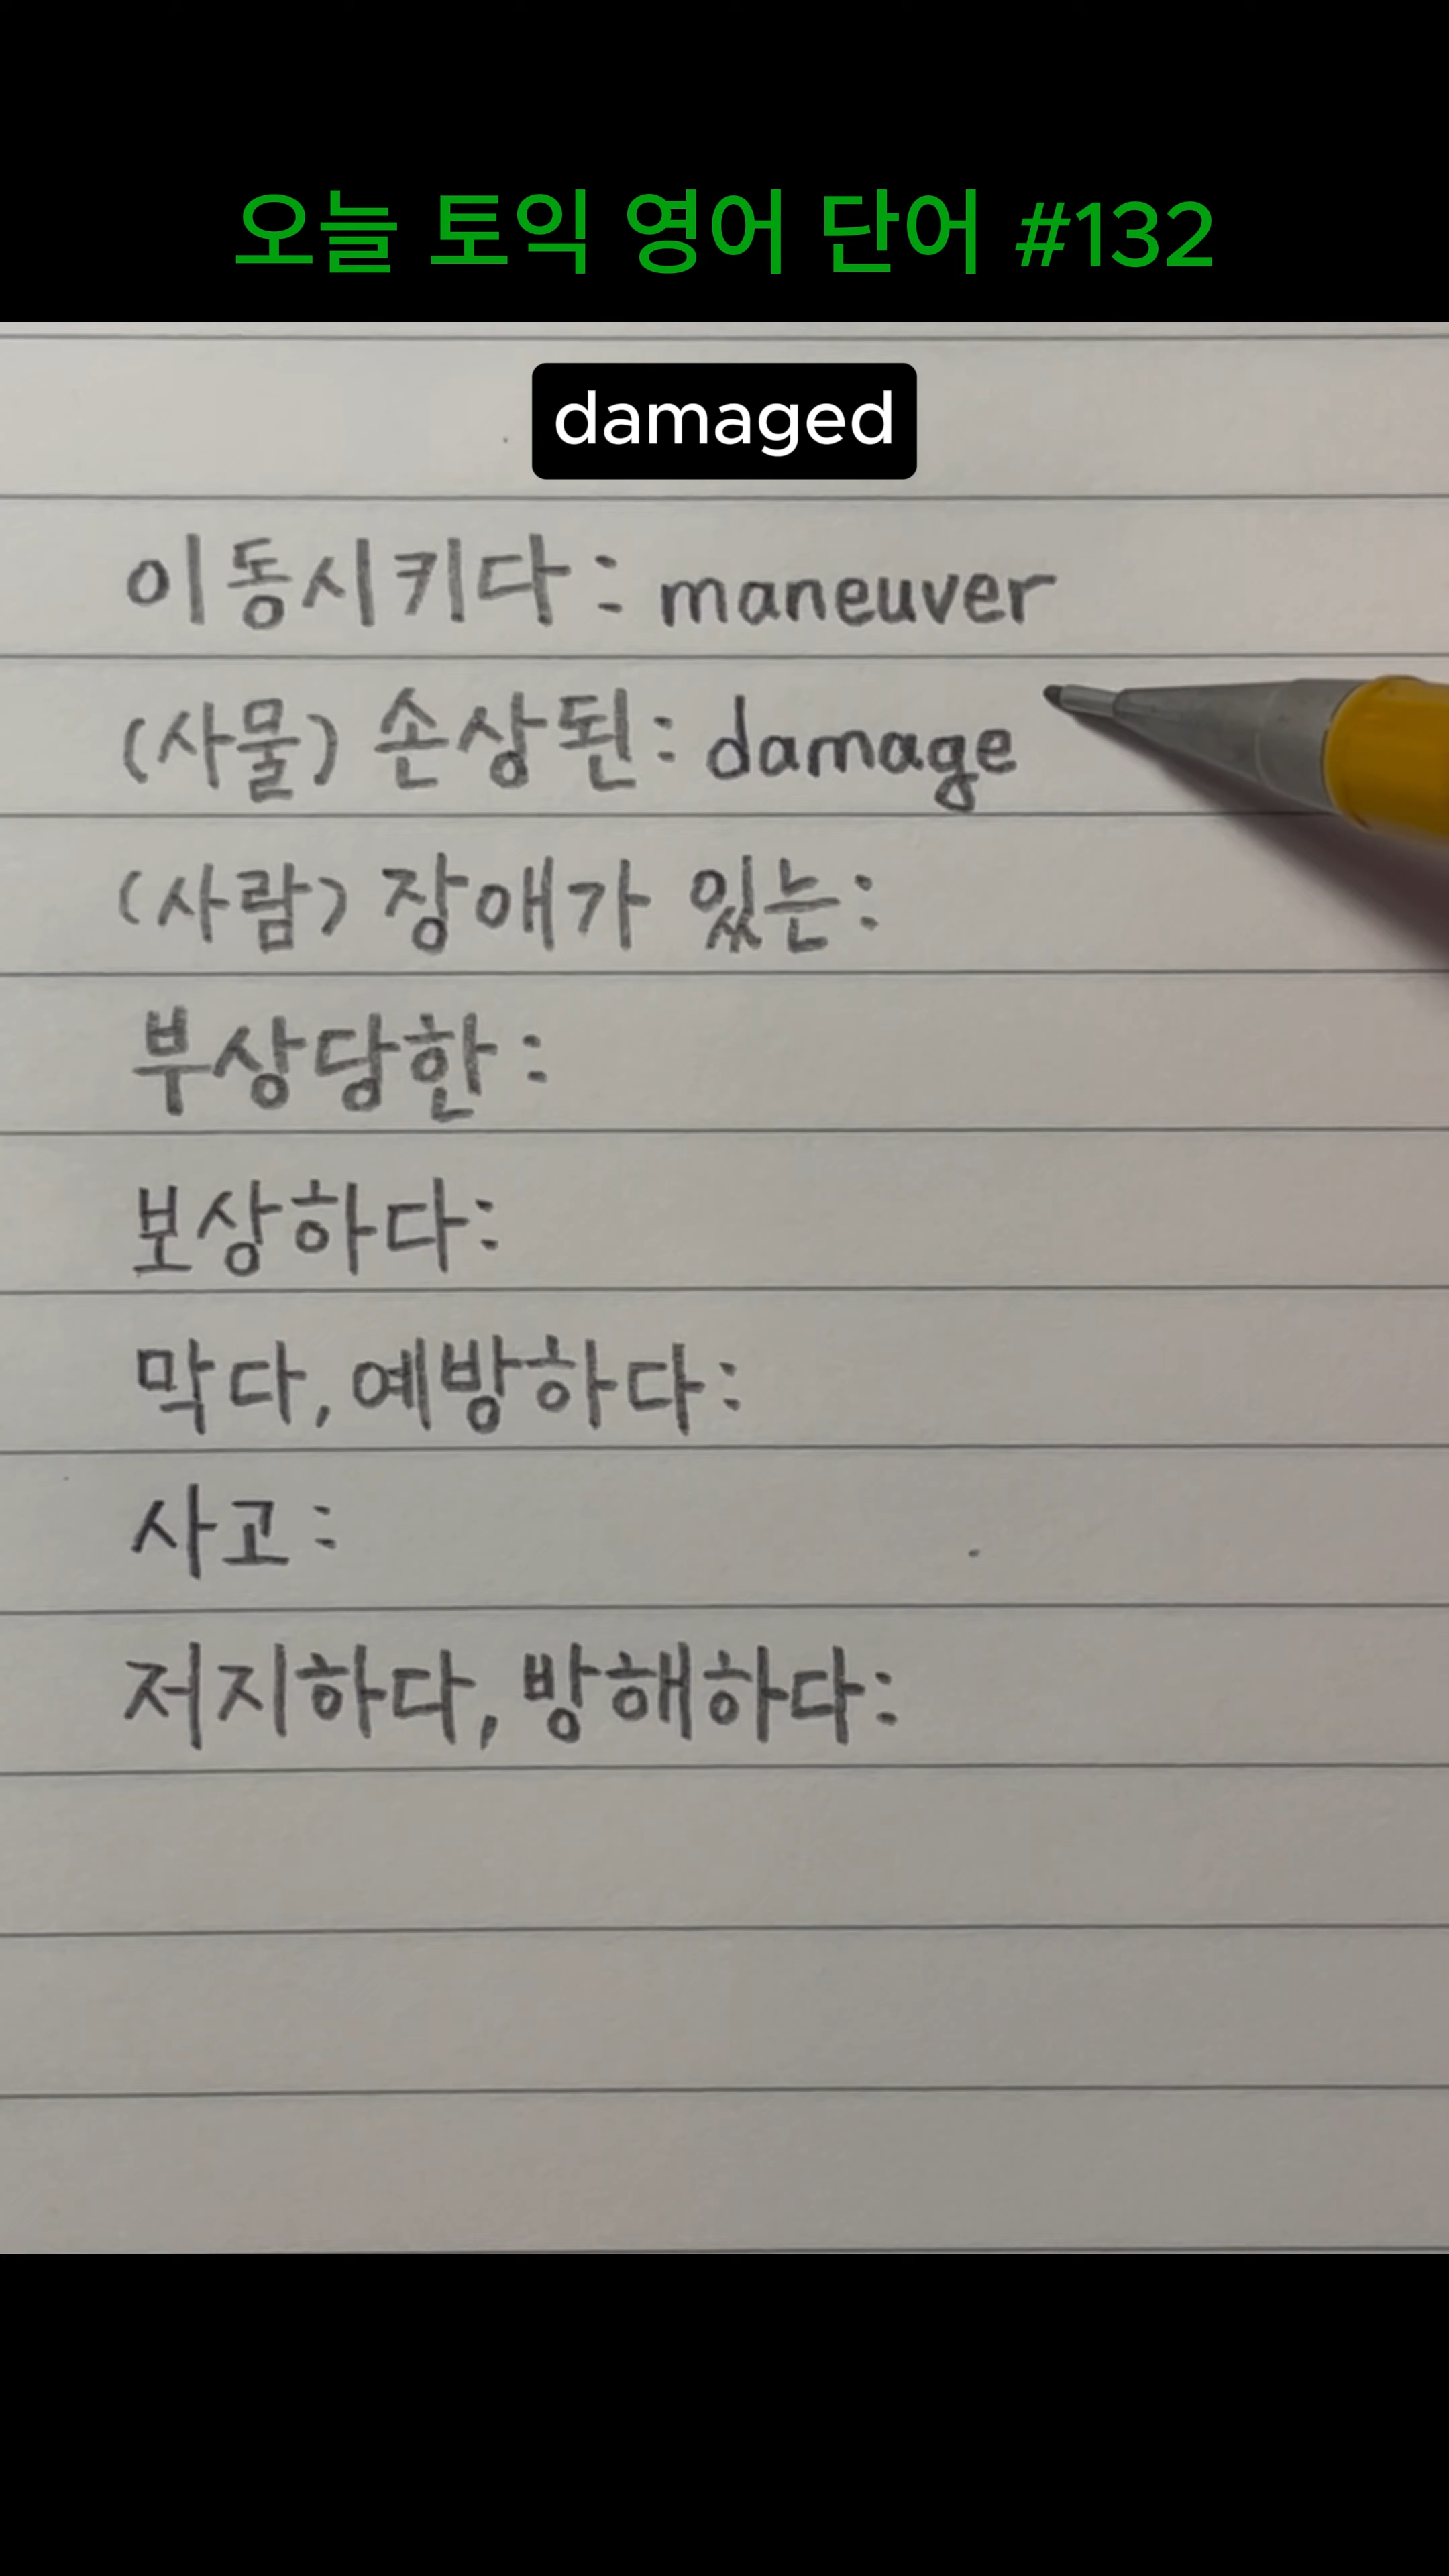 오늘 토익 영어 단어 #132
damaged
이동시키다 : maneuver
(사물) 손상된 : damage
(사람) 장애가 있는 :
부상당한 :
보상하다 :
막다, 예방하다 :
사고 :
저지하다, 방해하다 :